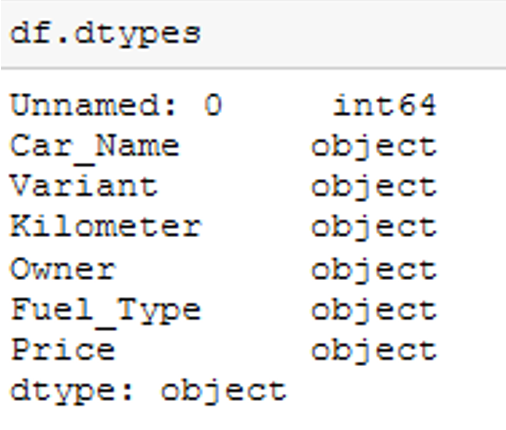 df.dtypes
Unnamed: 0 int64
Car_Name object
Variant object
Kilometer object
Owner object
Fuel_Type object
Price object
dtype: object